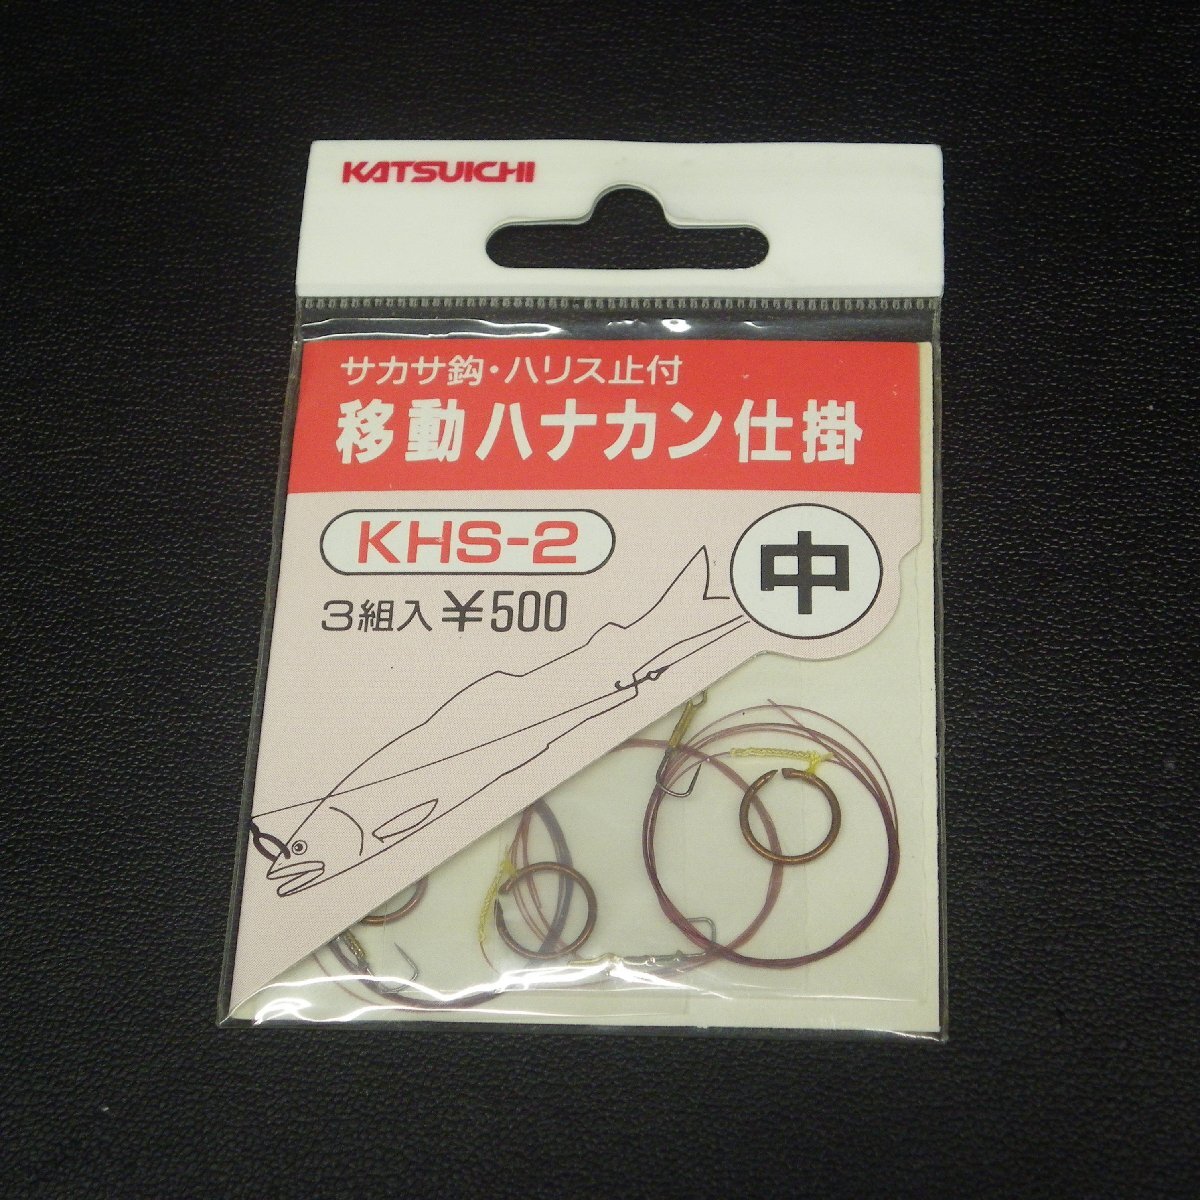 KATSUICHI
サカサ鈎・ハリス止付
移動ハナカン仕掛
KHS-2
中
3組入 ¥500